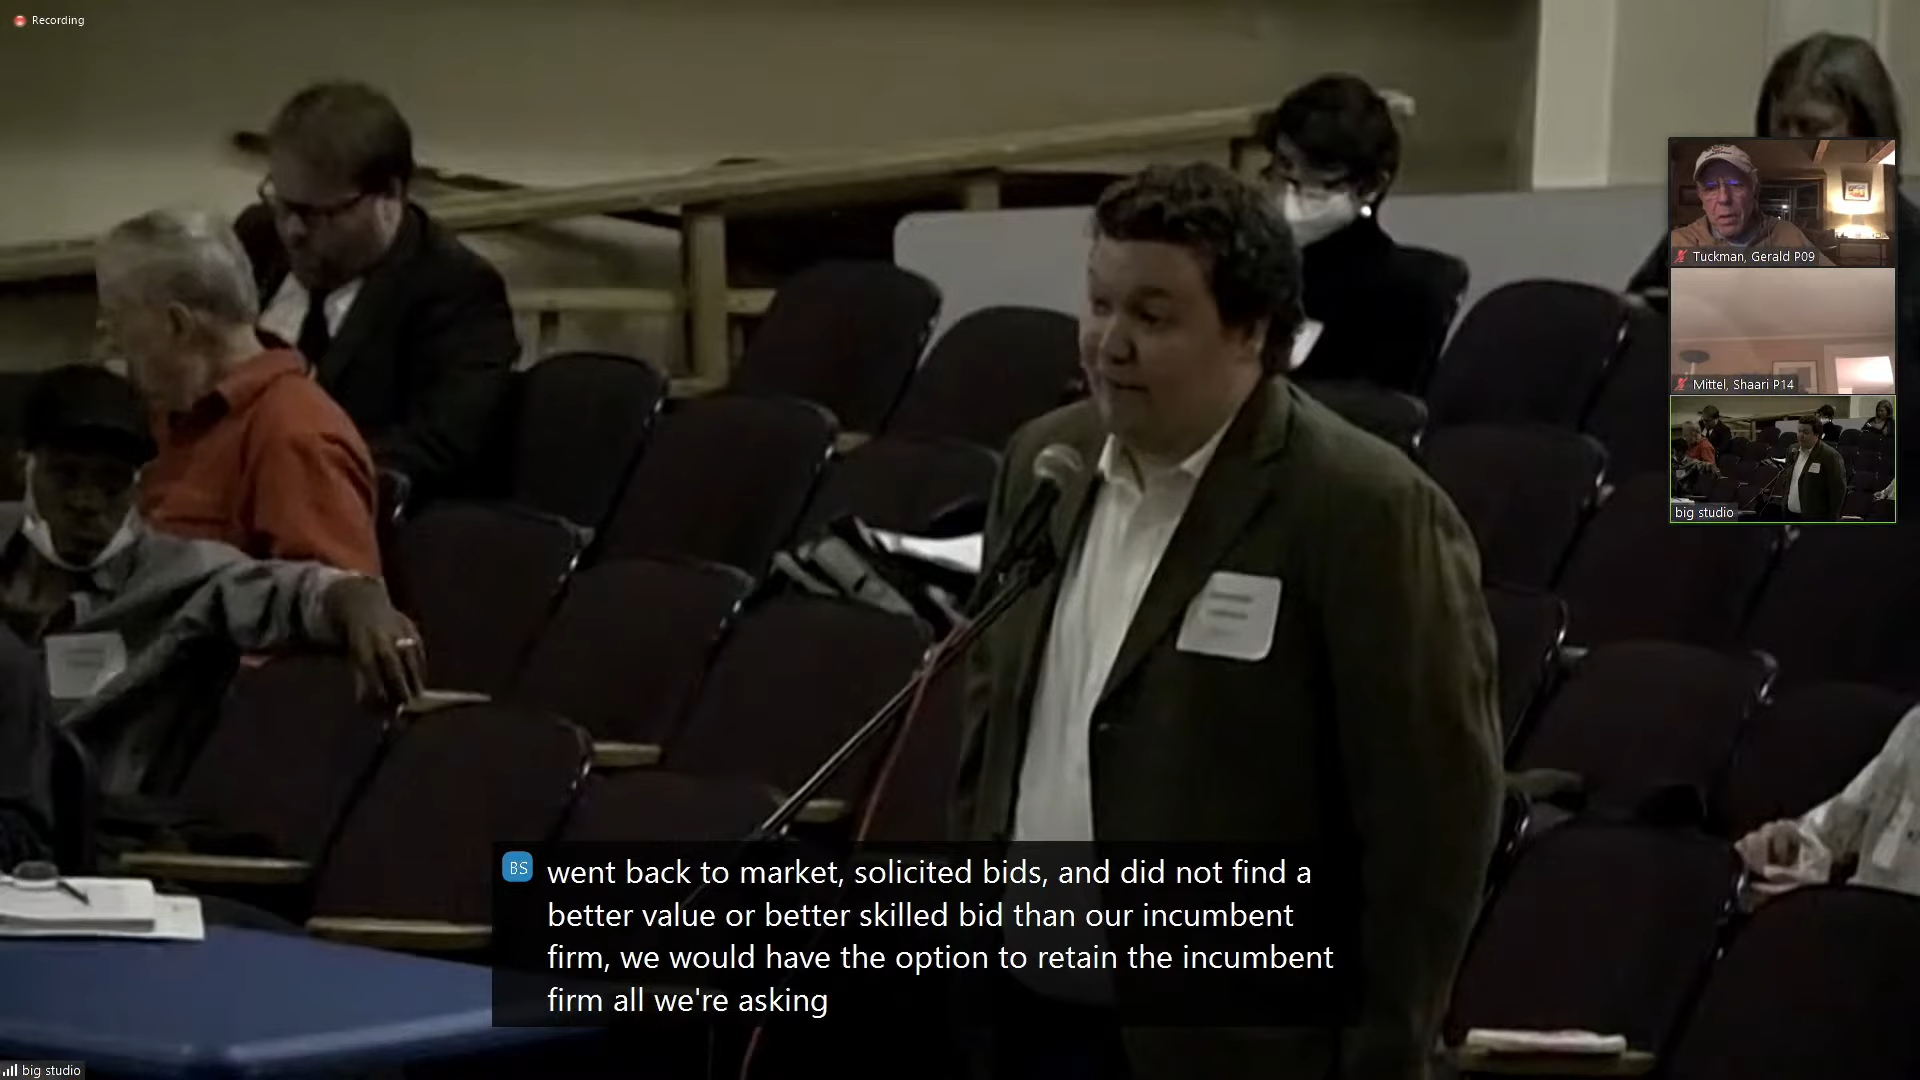 Recording
Tuckman, Gerald P09
Mittel, Shaari P14
big studio
BS
went back to market, solicited bids, and did not find a
better value or better skilled bid than our incumbent
firm, we would have the option to retain the incumbent
firm all we're asking
big studio